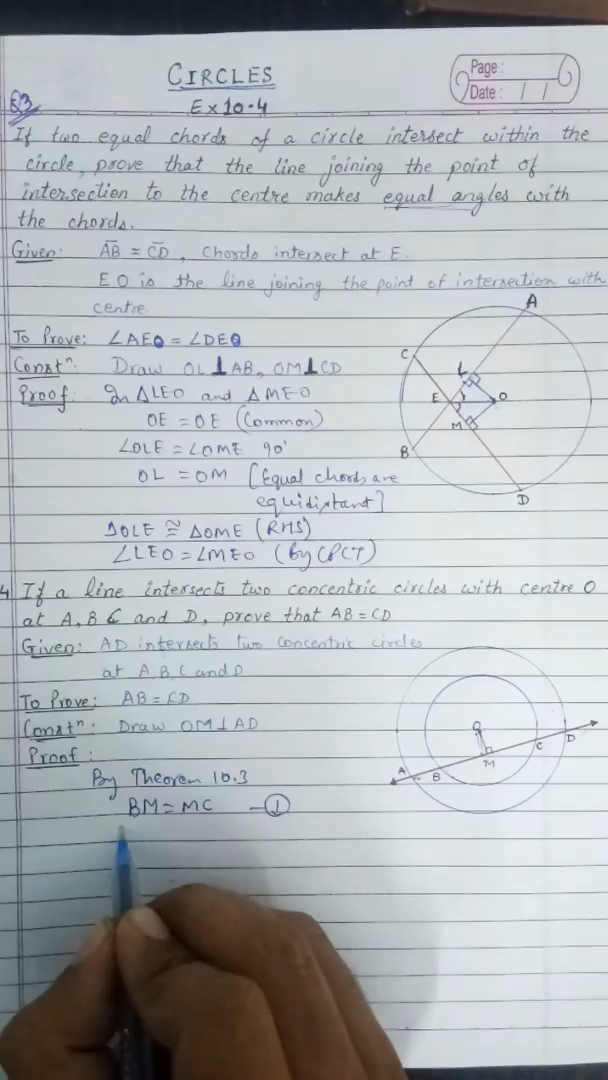 CIRCLES
Page :
Date : / /
Q3
Ex 10.4
If two equal chords of a circle intersect within the
circle, prove that the line joining the point of
intersection to the centre makes equal angles with
the chords.
Given: AB = CD, Chords intersect at E.
EO is the line joining the point of intersection with
centre.
To Prove: ∠AEO = ∠DEO
Constⁿ: Draw OL⊥AB, OM⊥CD
Proof: In ΔLEO and ΔMEO
OE = OE (Common)
∠OLE = ∠OME 90°
OL = OM [Equal chords are
equidistant]
ΔOLE ≅ ΔOME (RHS)
∠LEO = ∠MEO (By CPCT)
A
C
L
E
O
M
B
D
4 If a line intersects two concentric circles with centre O
at A, B C and D, prove that AB = CD
Given: AD intersects two concentric circles
at A, B, C and D
To Prove: AB = CD
Constⁿ: Draw OM⊥AD
Proof :
By Theorem 10.3
BM = MC —①
O
A
B
M
C
D